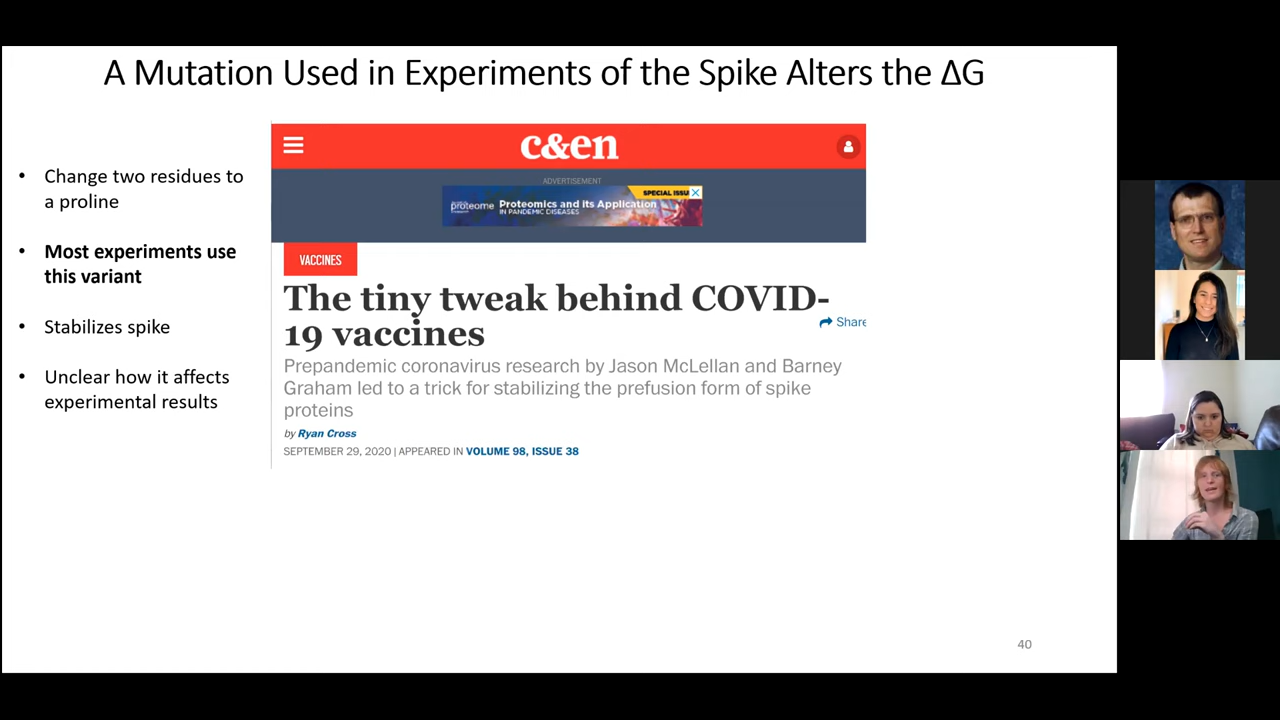 A Mutation Used in Experiments of the Spike Alters the ΔG
• Change two residues to
a proline
• Most experiments use
this variant
• Stabilizes spike
• Unclear how it affects
experimental results
c&en
ADVERTISEMENT
proteome
Proteomics and its Application
IN PANDEMIC DISEASES
SPECIAL ISSU
VACCINES
The tiny tweak behind COVID-
19 vaccines
Share
Prepandemic coronavirus research by Jason McLellan and Barney
Graham led to a trick for stabilizing the prefusion form of spike
proteins
by Ryan Cross
SEPTEMBER 29, 2020 | APPEARED IN VOLUME 98, ISSUE 38
40